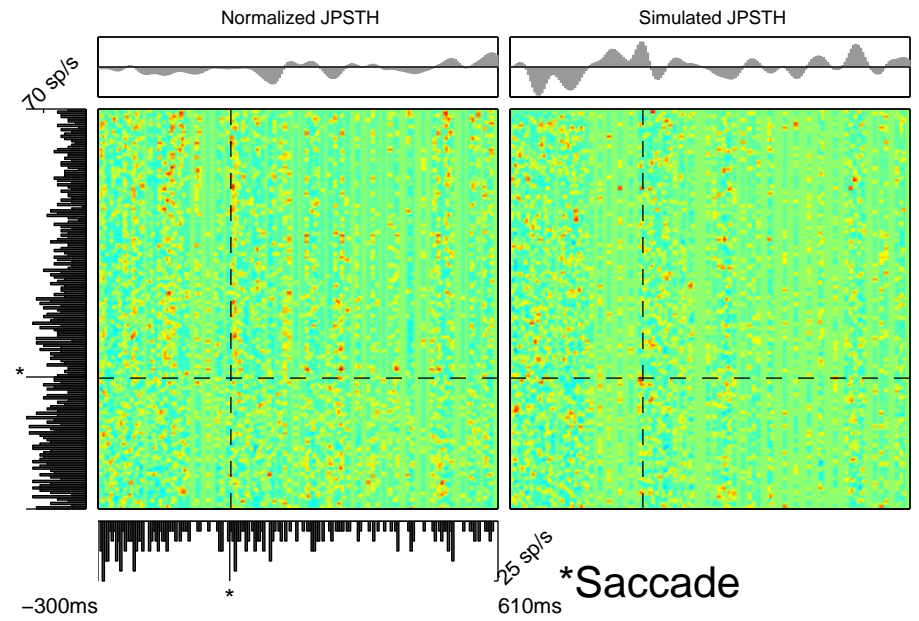 Normalized JPSTH
Simulated JPSTH
70 sp/s
*
*
25 sp/s
*Saccade
−300ms
610ms